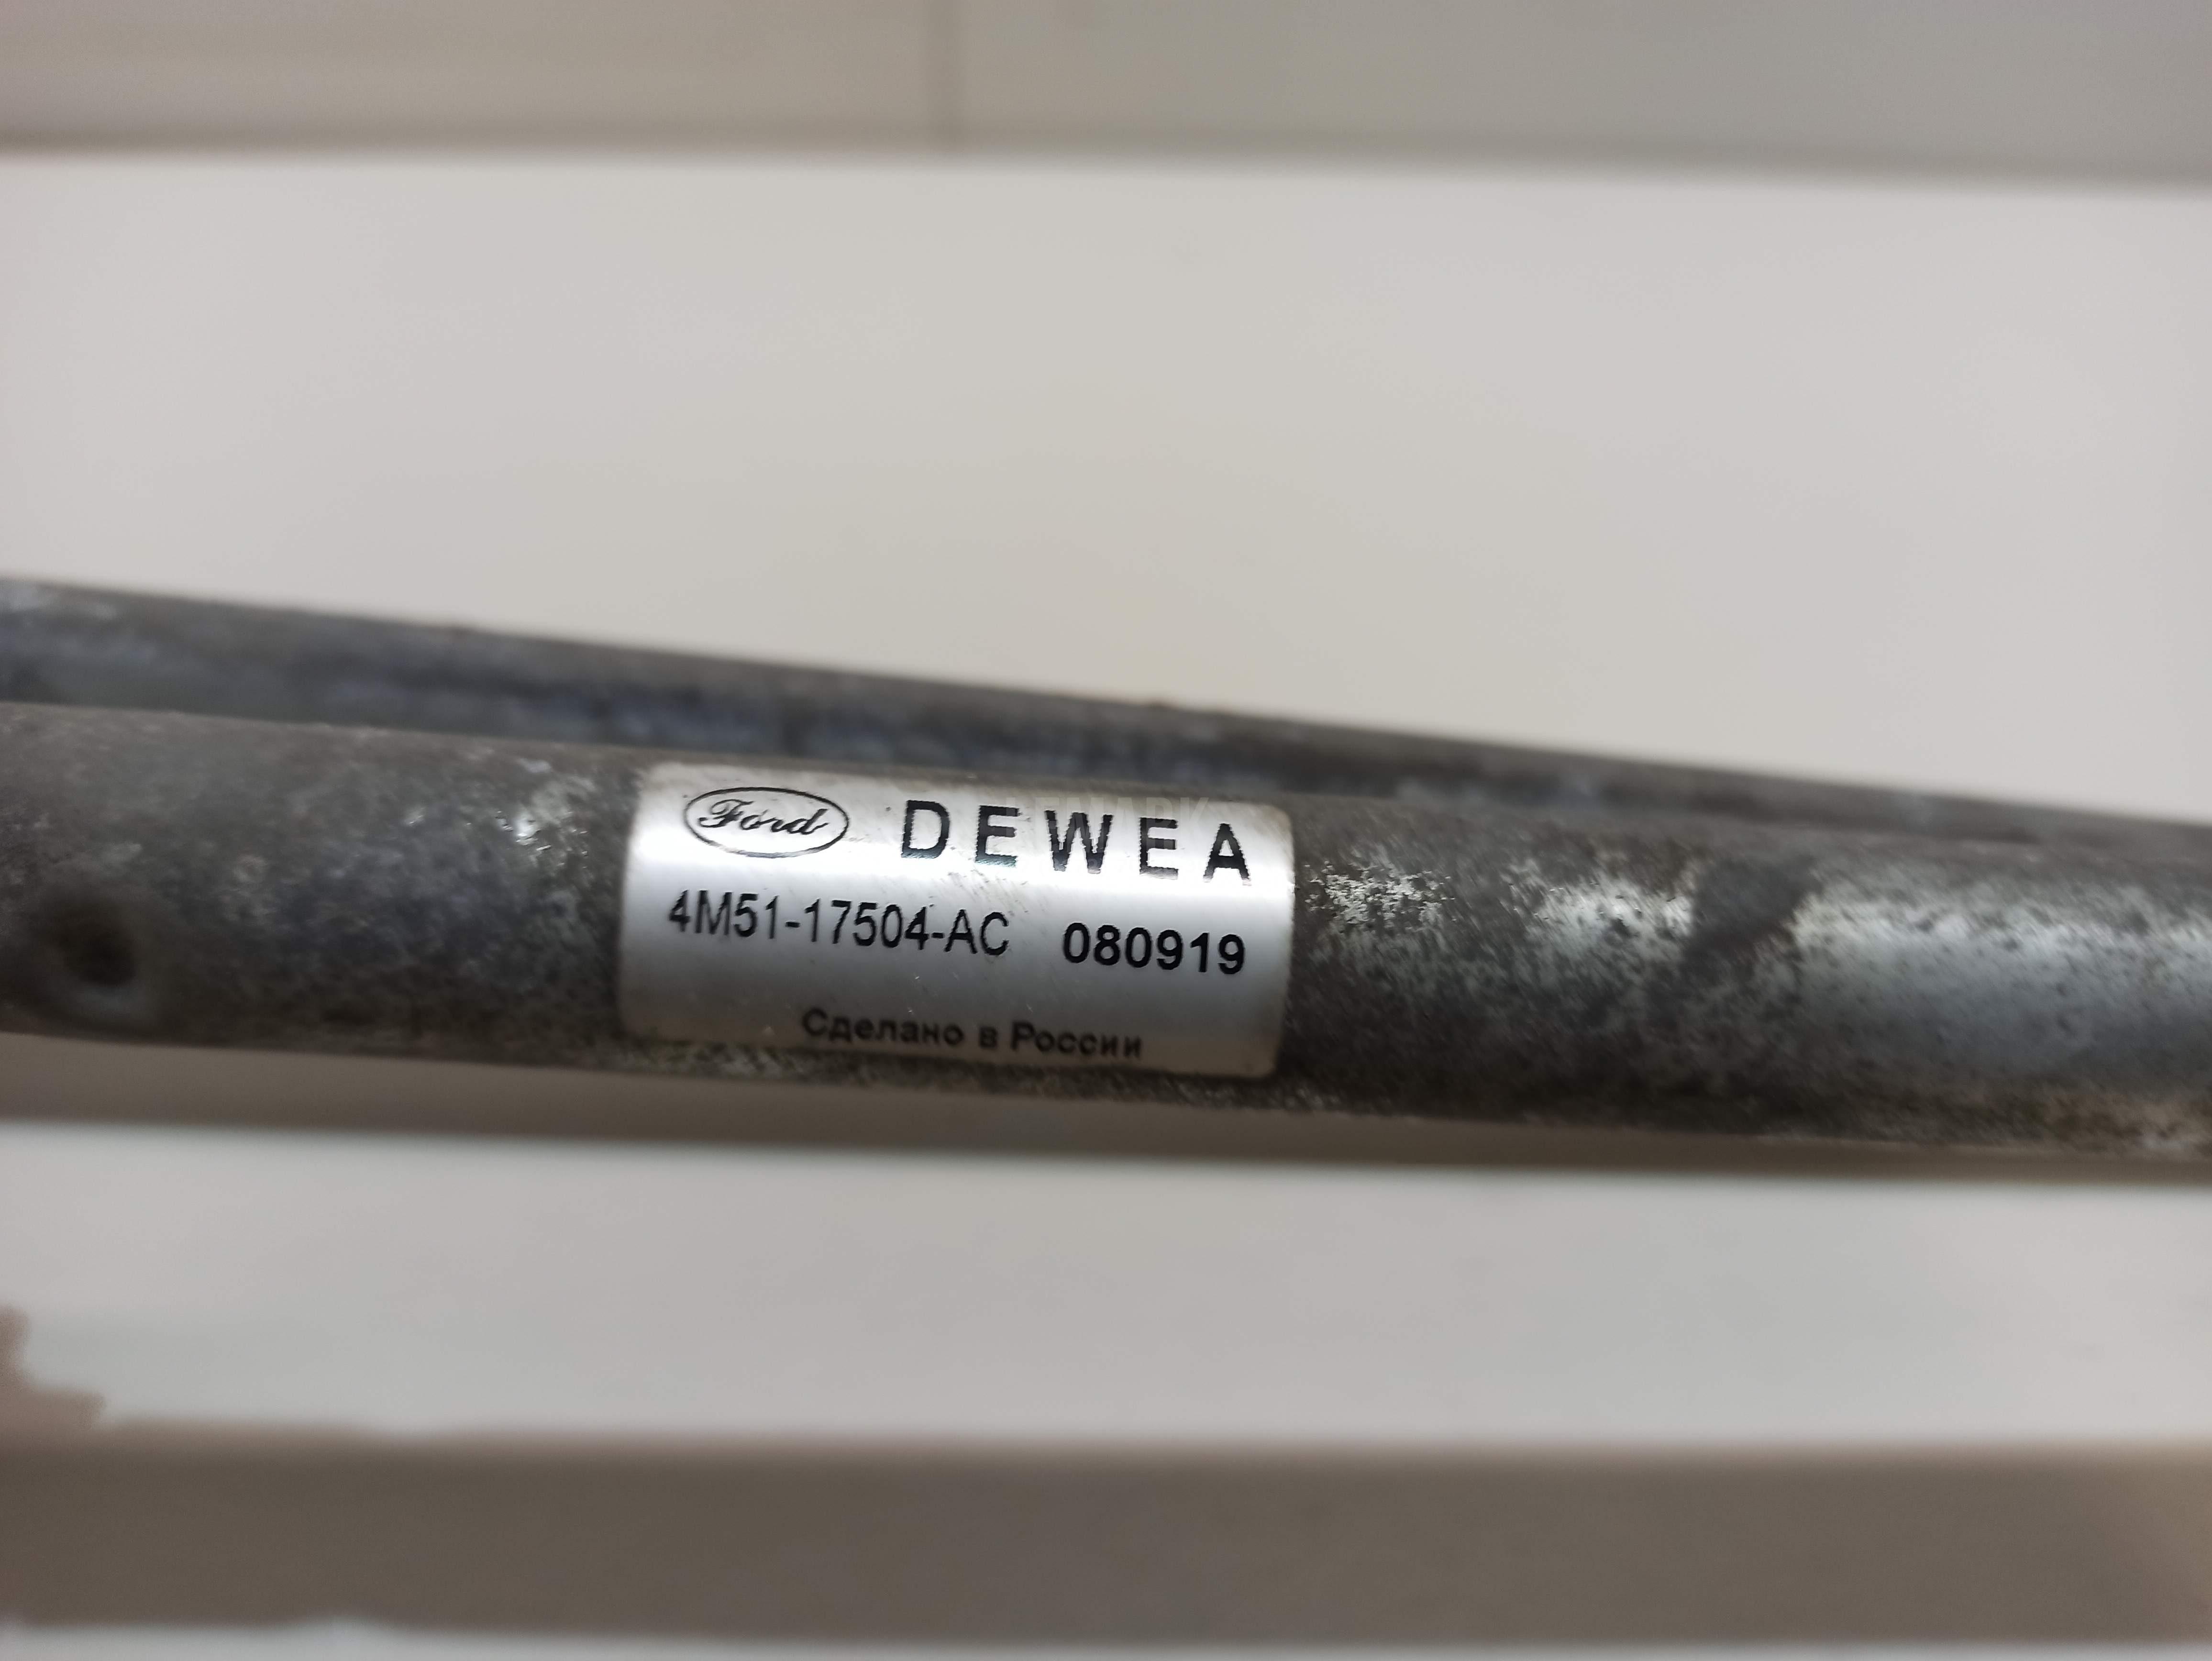 Ford DEWEA
4M51-17504-AC 080919
Сделано в России